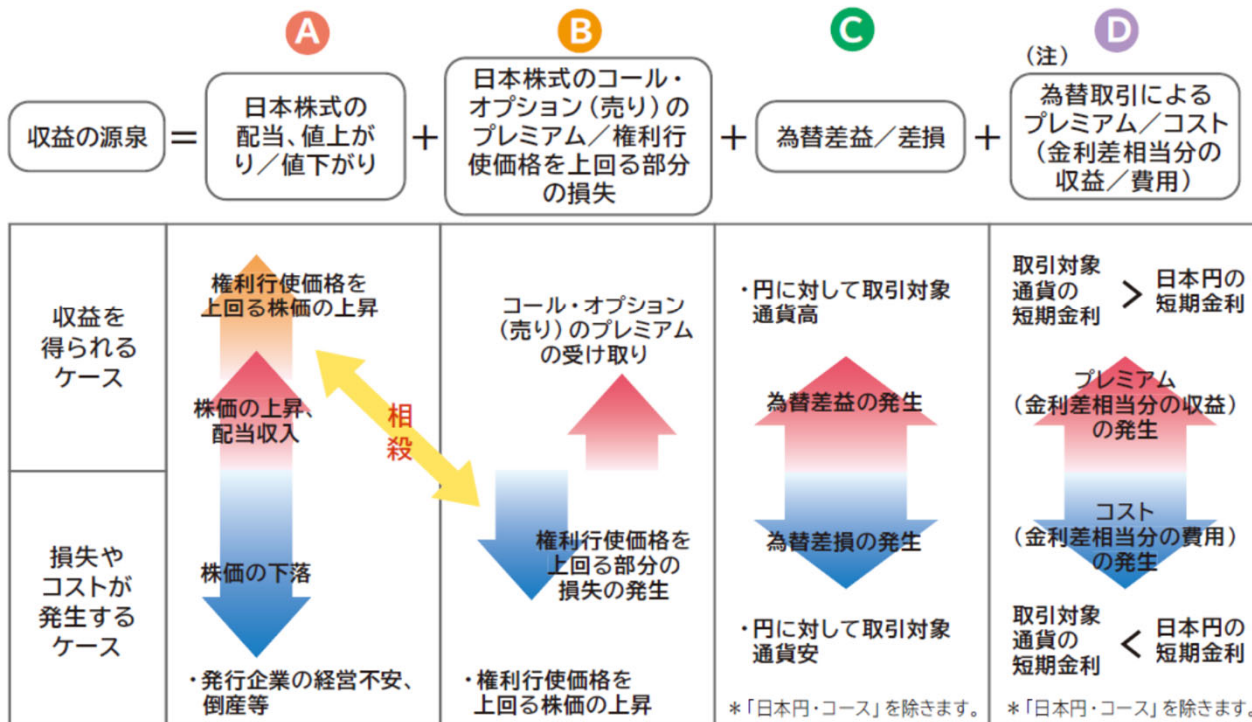 A
B
C
D
(注)
収益の源泉
=
日本株式の
配当、値上が
り／値下がり
+
日本株式のコール・
オプション（売り）の
プレミアム／権利行
使価格を上回る部分
の損失
+
為替差益／差損
+
為替取引による
プレミアム／コスト
（金利差相当分の
収益／費用）
収益を
得られる
ケース
権利行使価格を
上回る株価の上昇
株価の上昇、
配当収入
相
殺
コール・オプション
（売り）のプレミアム
の受け取り
・円に対して取引対象
通貨高
為替差益の発生
取引対象
通貨の
短期金利
>
日本円の
短期金利
プレミアム
（金利差相当分の収益）
の発生
損失や
コストが
発生する
ケース
株価の下落
・発行企業の経営不安、
倒産等
権利行使価格を
上回る部分の
損失の発生
・権利行使価格を
上回る株価の上昇
為替差損の発生
・円に対して取引対象
通貨安
＊「日本円・コース」を除きます。
コスト
（金利差相当分の費用）
の発生
取引対象
通貨の
短期金利
<
日本円の
短期金利
＊「日本円・コース」を除きます。